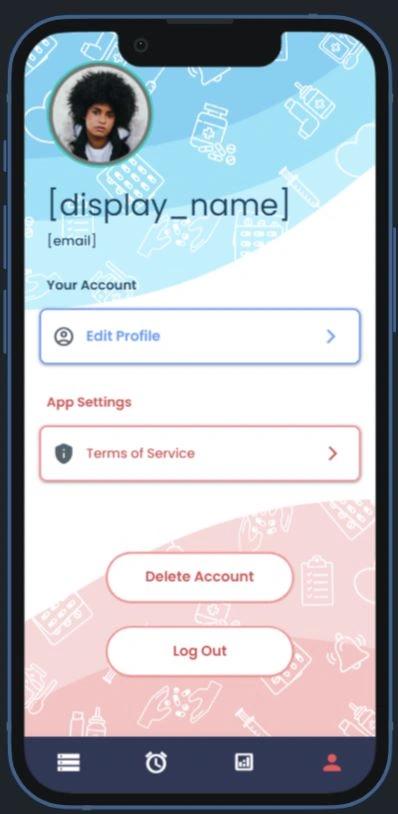 [display_name]
[email]
Your Account
Edit Profile
App Settings
Terms of Service
Delete Account
Log Out